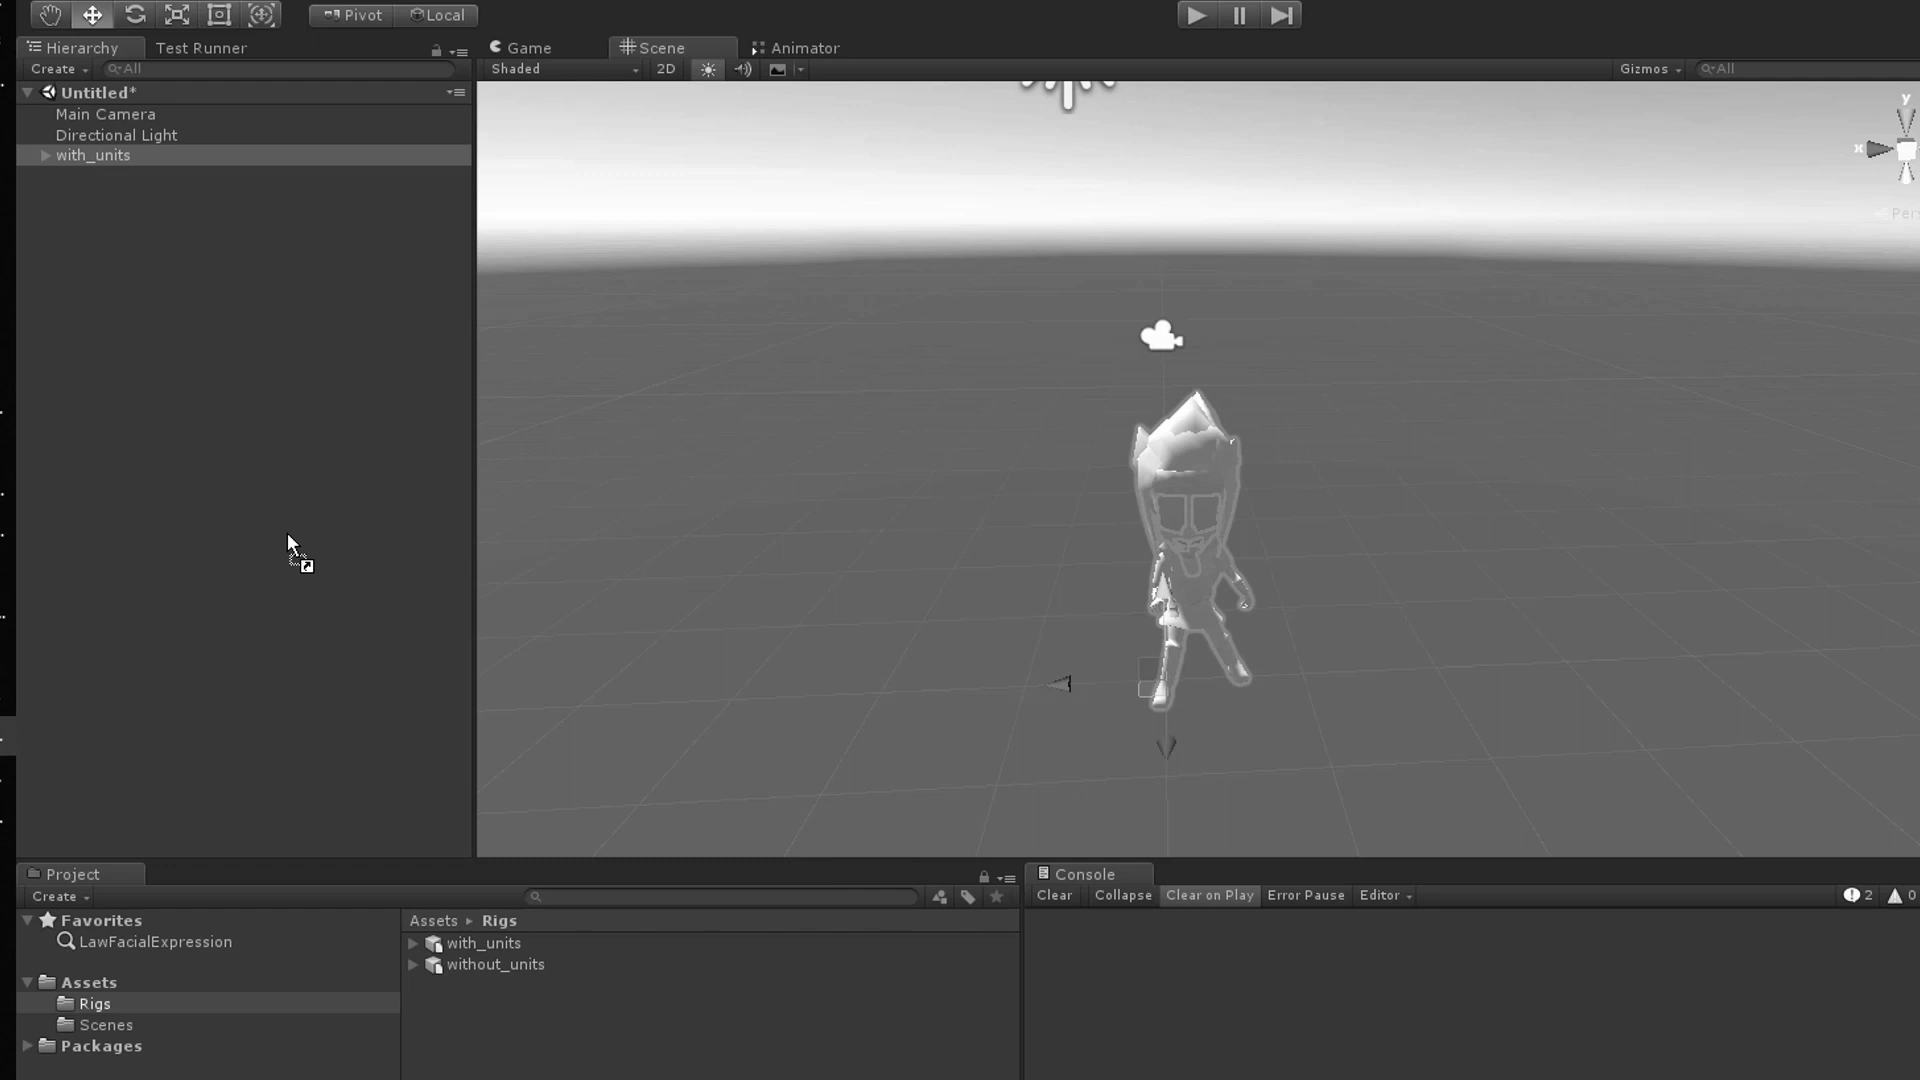 Pivot Local
Hierarchy Test Runner
Game Scene Animator
Create All
Shaded 2D Gizmos All
Untitled*
Main Camera
Directional Light
with_units
y
x
Project
Console
Create
Clear Collapse Clear on Play Error Pause Editor 2 0
Favorites
LawFacialExpression
Assets
Rigs
Scenes
Packages
Assets Rigs
with_units
without_units